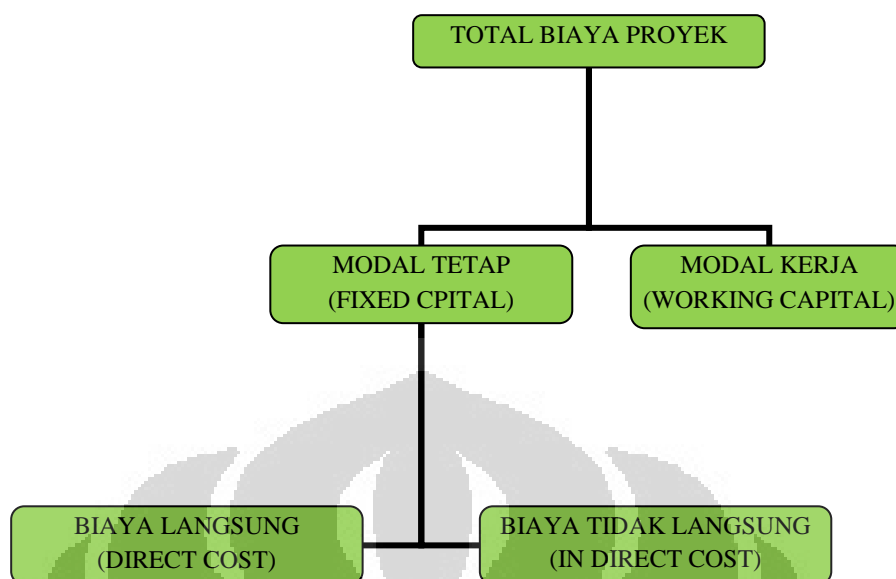 TOTAL BIAYA PROYEK
MODAL TETAP
(FIXED CPITAL)
MODAL KERJA
(WORKING CAPITAL)
BIAYA LANGSUNG
(DIRECT COST)
BIAYA TIDAK LANGSUNG
(IN DIRECT COST)